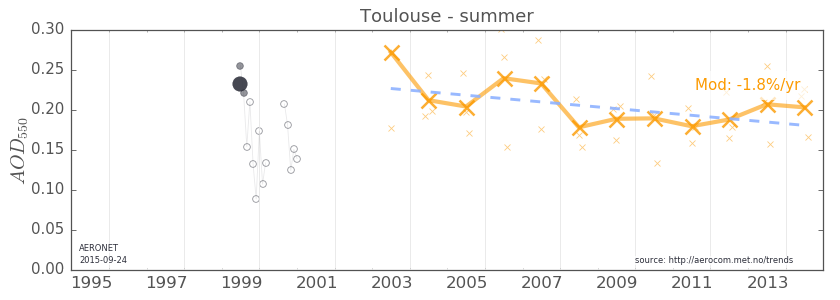 Toulouse - summer
0.30
0.25
0.20
0.15
0.10
0.05
0.00
AOD550
Mod: -1.8%/yr
AERONET
2015-09-24
source: http://aerocom.met.no/trends
1995 1997 1999 2001 2003 2005 2007 2009 2011 2013